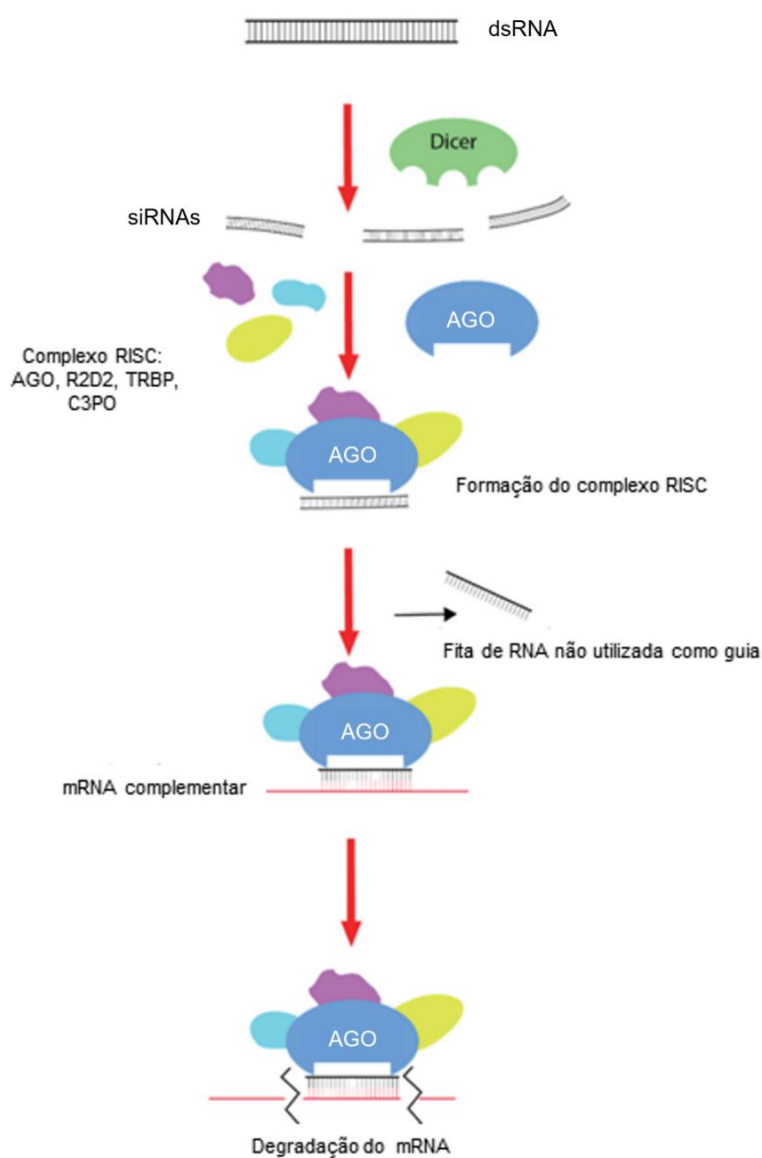 dsRNA
Dicer
siRNAs
AGO
Complexo RISC:
AGO, R2D2, TRBP,
C3PO
AGO
Formação do complexo RISC
Fita de RNA não utilizada como guia
AGO
mRNA complementar
AGO
Degradação do mRNA